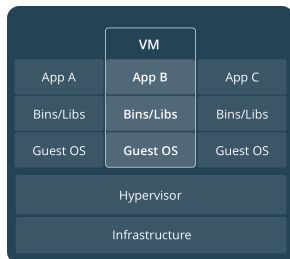 VM
App A App B App C
Bins/Libs Bins/Libs Bins/Libs
Guest OS Guest OS Guest OS
Hypervisor
Infrastructure